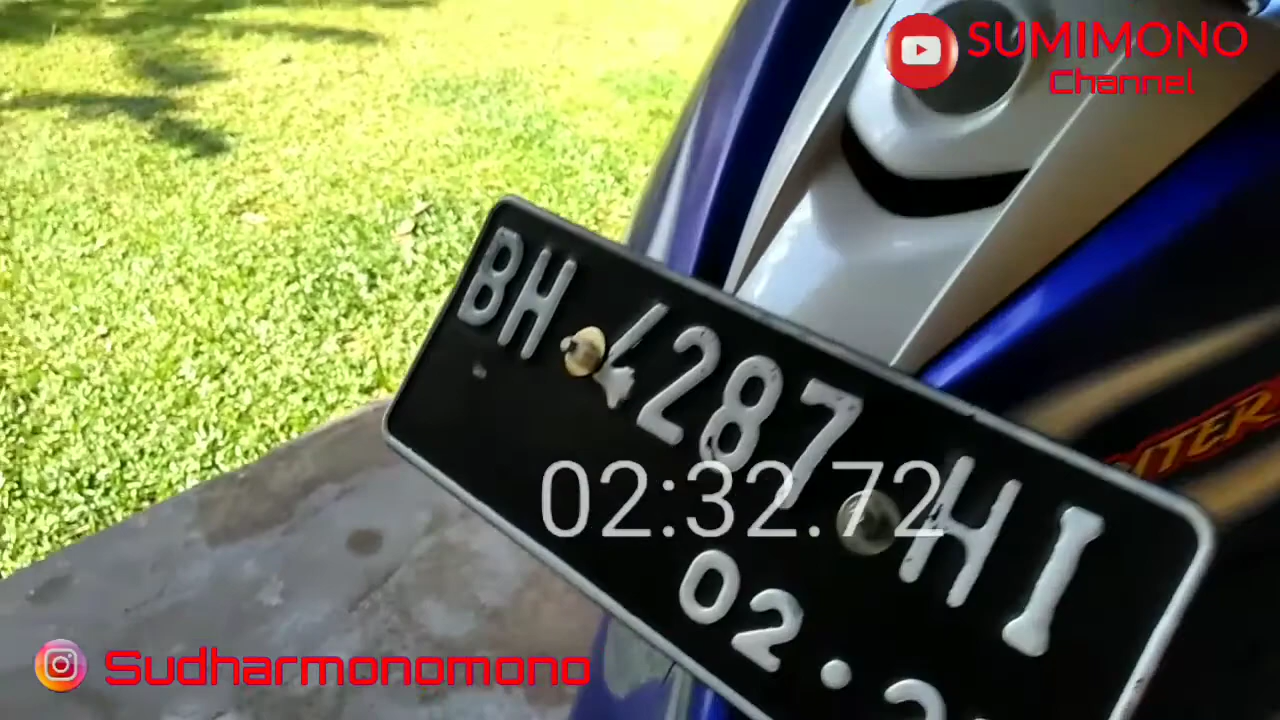 SUMIMONO
Channel
BH 4287 HI
02:32.72
02 •
Sudharmonomono